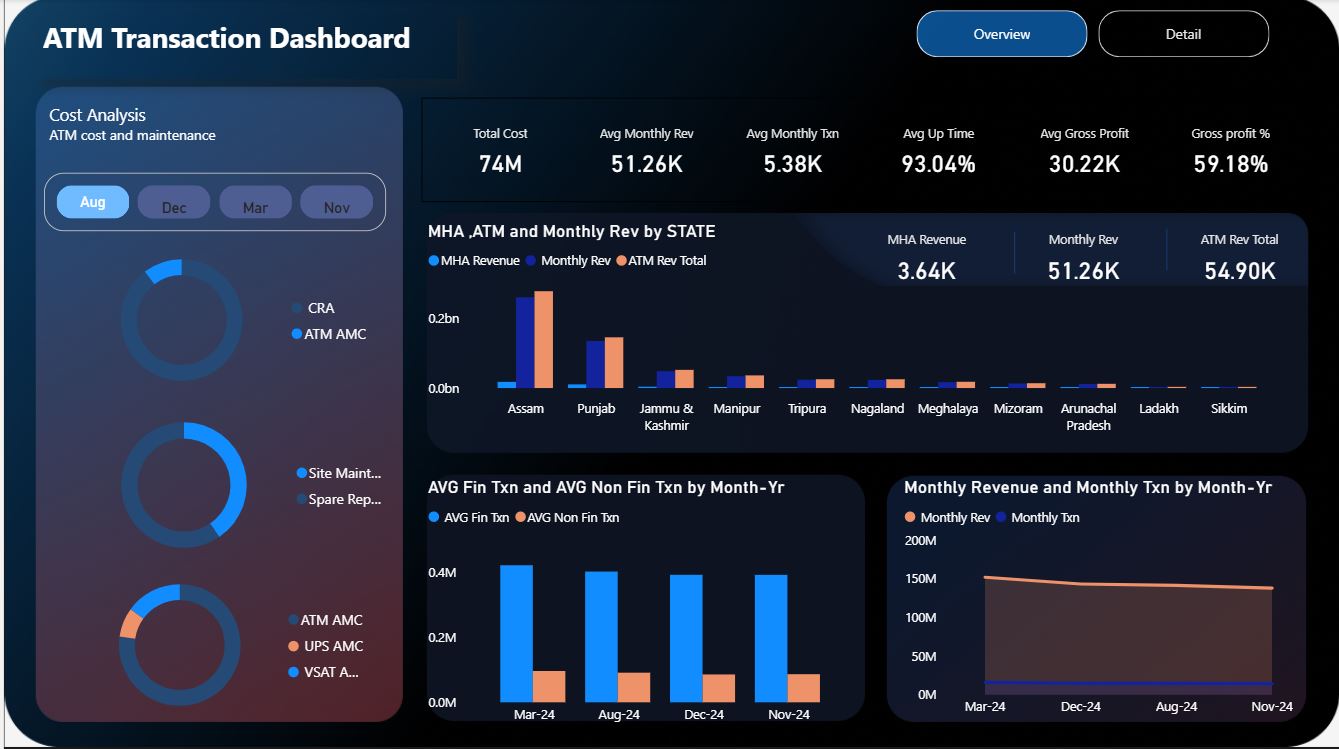 ATM Transaction Dashboard
Overview
Detail
Cost Analysis
ATM cost and maintenance
Aug
Dec
Mar
Nov
CRA
ATM AMC
Site Maint...
Spare Rep...
ATM AMC
UPS AMC
VSAT A...
Total Cost
74M
Avg Monthly Rev
51.26K
Avg Monthly Txn
5.38K
Avg Up Time
93.04%
Avg Gross Profit
30.22K
Gross profit %
59.18%
MHA ,ATM and Monthly Rev by STATE
MHA Revenue Monthly Rev ATM Rev Total
MHA Revenue
3.64K
Monthly Rev
51.26K
ATM Rev Total
54.90K
0.2bn
0.0bn
Assam
Punjab
Jammu &
Kashmir
Manipur
Tripura
Nagaland
Meghalaya
Mizoram
Arunachal
Pradesh
Ladakh
Sikkim
AVG Fin Txn and AVG Non Fin Txn by Month-Yr
AVG Fin Txn AVG Non Fin Txn
0.4M
0.2M
0.0M
Mar-24 Aug-24 Dec-24 Nov-24
Monthly Revenue and Monthly Txn by Month-Yr
Monthly Rev Monthly Txn
200M
150M
100M
50M
0M
Mar-24 Dec-24 Aug-24 Nov-24